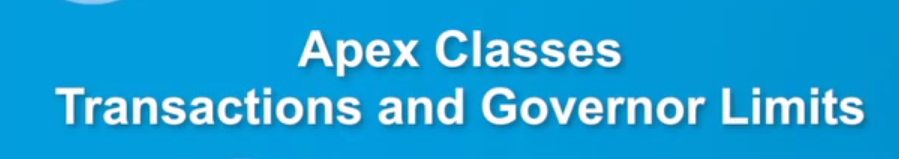 Apex Classes
Transactions and Governor Limits